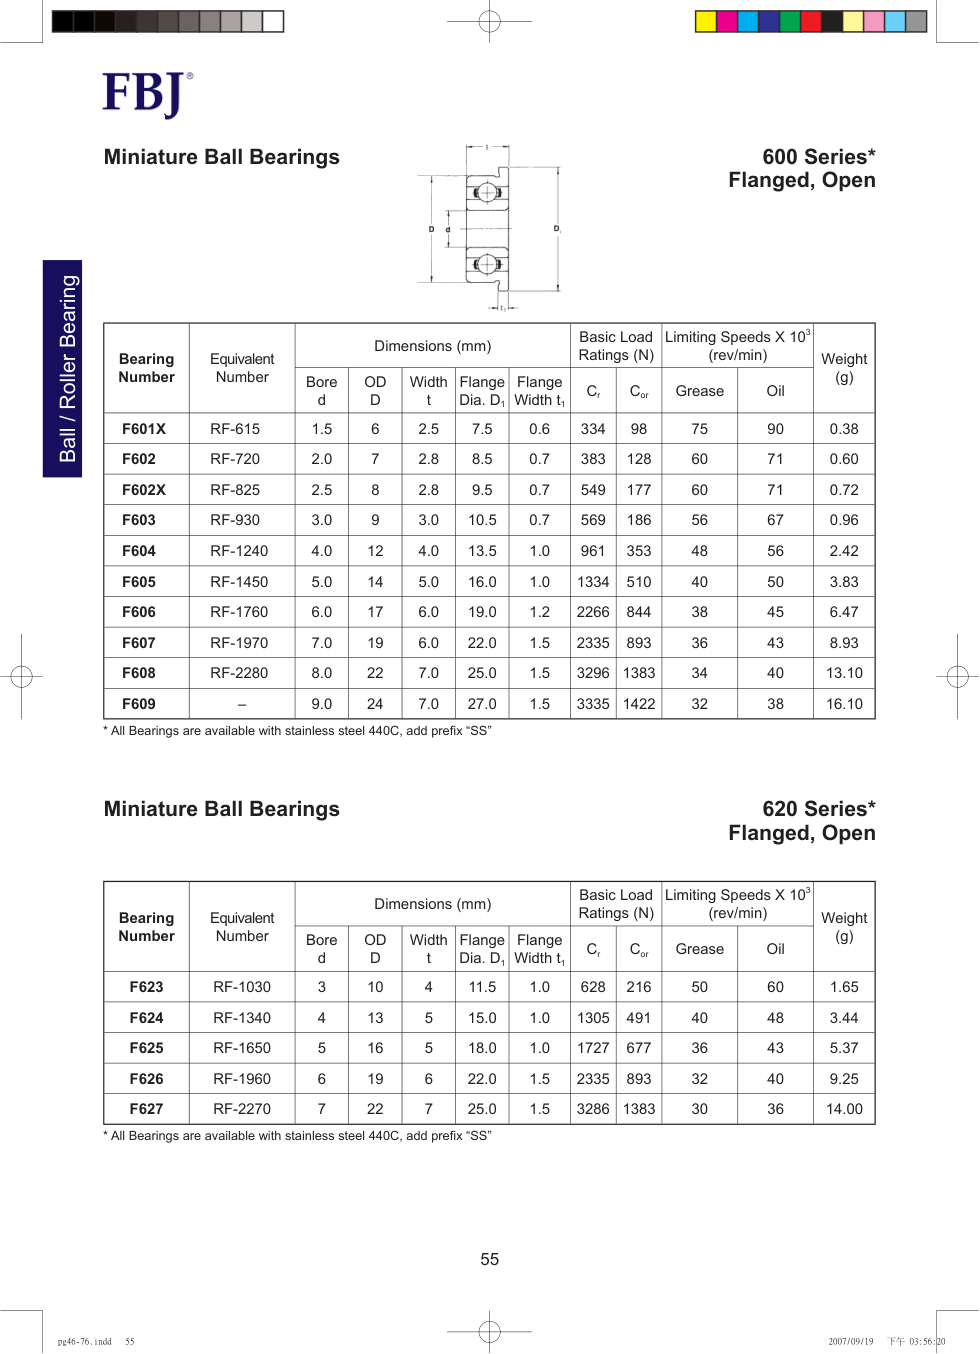 FBJ®
Miniature Ball Bearings
600 Series*
Flanged, Open
t
D d D1
t1
Ball / Roller Bearing
Bearing Number Equivalent Number Dimensions (mm) Basic Load Ratings (N) Limiting Speeds X 10³ (rev/min) Weight (g)
Bore d OD D Width t Flange Dia. D1 Flange Width t1 Cr Cor Grease Oil
F601X RF-615 1.5 6 2.5 7.5 0.6 334 98 75 90 0.38
F602 RF-720 2.0 7 2.8 8.5 0.7 383 128 60 71 0.60
F602X RF-825 2.5 8 2.8 9.5 0.7 549 177 60 71 0.72
F603 RF-930 3.0 9 3.0 10.5 0.7 569 186 56 67 0.96
F604 RF-1240 4.0 12 4.0 13.5 1.0 961 353 48 56 2.42
F605 RF-1450 5.0 14 5.0 16.0 1.0 1334 510 40 50 3.83
F606 RF-1760 6.0 17 6.0 19.0 1.2 2266 844 38 45 6.47
F607 RF-1970 7.0 19 6.0 22.0 1.5 2335 893 36 43 8.93
F608 RF-2280 8.0 22 7.0 25.0 1.5 3296 1383 34 40 13.10
F609 – 9.0 24 7.0 27.0 1.5 3335 1422 32 38 16.10
* All Bearings are available with stainless steel 440C, add prefix “SS”
Miniature Ball Bearings
620 Series*
Flanged, Open
Bearing Number Equivalent Number Dimensions (mm) Basic Load Ratings (N) Limiting Speeds X 10³ (rev/min) Weight (g)
Bore d OD D Width t Flange Dia. D1 Flange Width t1 Cr Cor Grease Oil
F623 RF-1030 3 10 4 11.5 1.0 628 216 50 60 1.65
F624 RF-1340 4 13 5 15.0 1.0 1305 491 40 48 3.44
F625 RF-1650 5 16 5 18.0 1.0 1727 677 36 43 5.37
F626 RF-1960 6 19 6 22.0 1.5 2335 893 32 40 9.25
F627 RF-2270 7 22 7 25.0 1.5 3286 1383 30 36 14.00
* All Bearings are available with stainless steel 440C, add prefix “SS”
55
pg46-76.indd 55
2007/09/19 下午 03:56:20